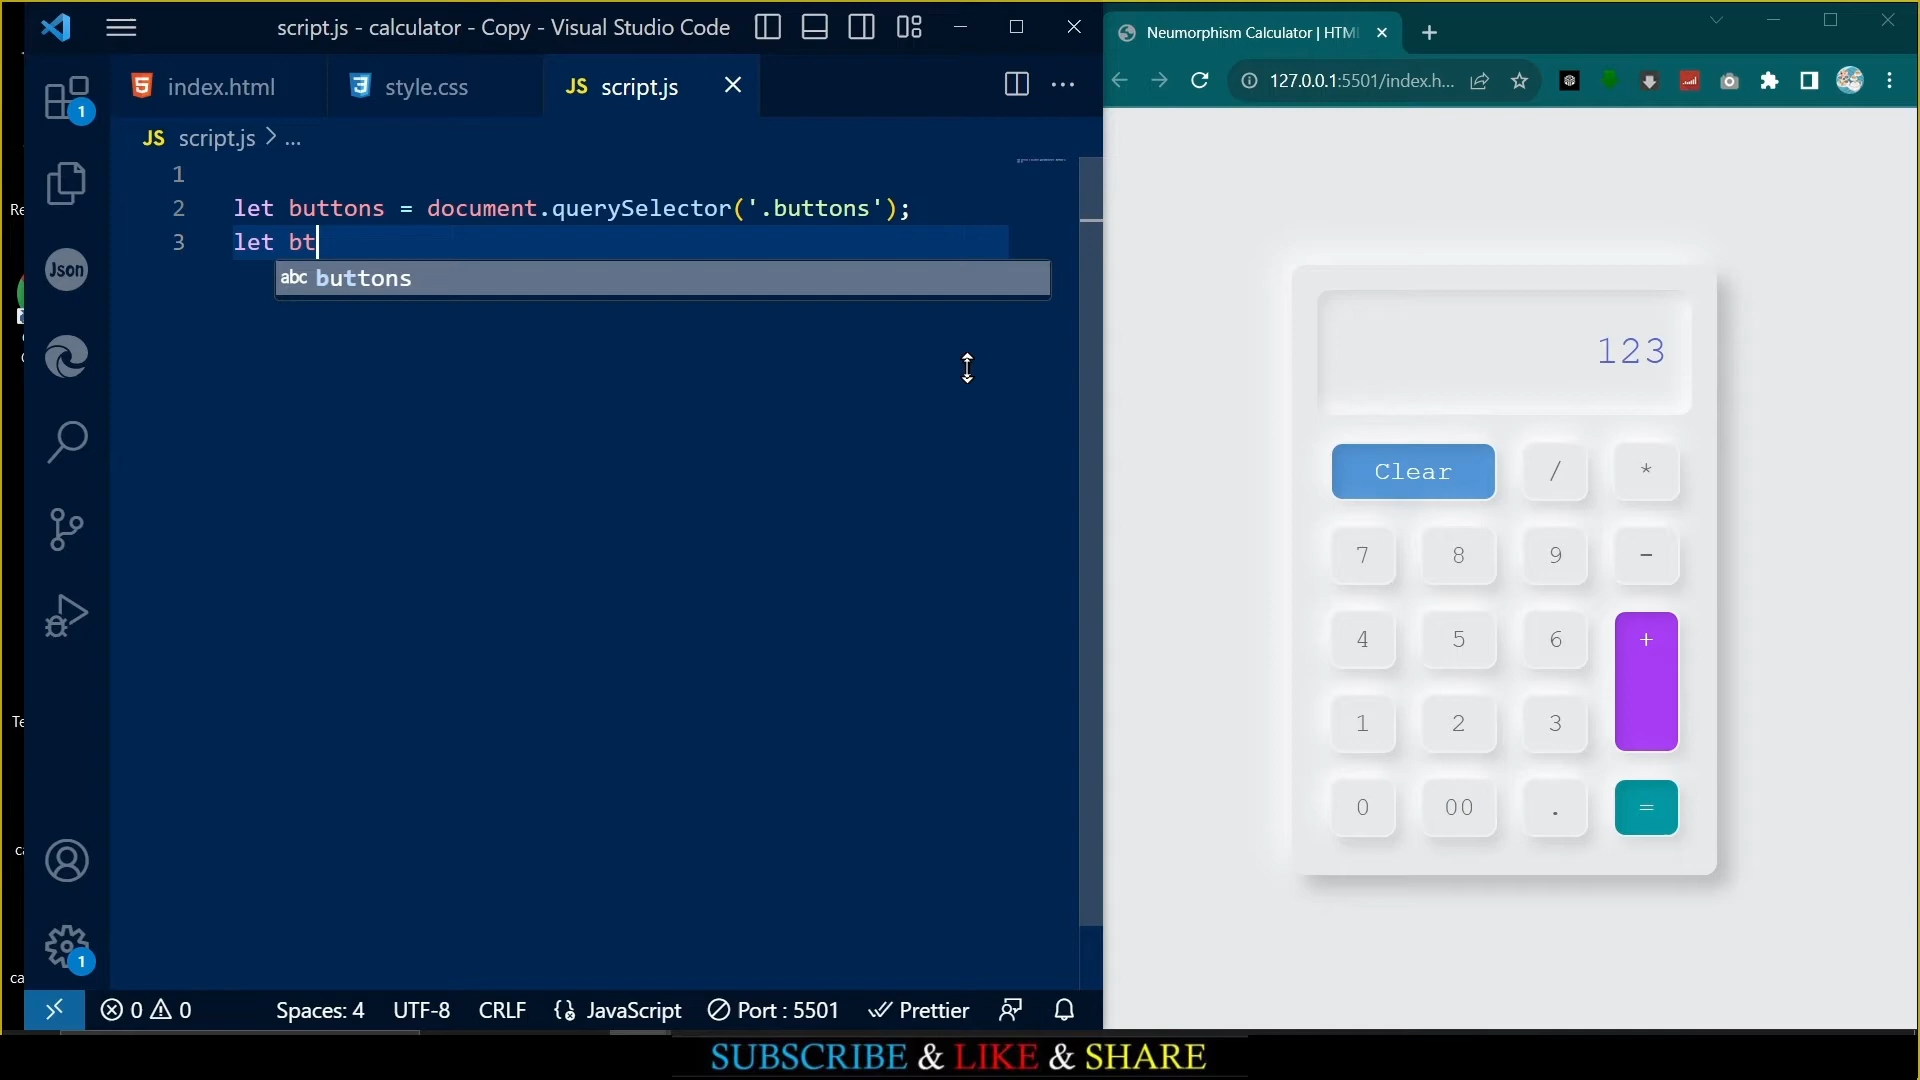 script.js - calculator - Copy - Visual Studio Code
index.html
style.css
JS script.js
JS script.js > ...
1
2 let buttons = document.querySelector('.buttons');
3 let bt
abc buttons
1
Json
1
0 0 Spaces: 4 UTF-8 CRLF JavaScript Port : 5501 Prettier
Neumorphism Calculator | HTM
127.0.0.1:5501/index.h...
123
Clear / *
7 8 9 -
4 5 6 +
1 2 3
0 00 . =
SUBSCRIBE & LIKE & SHARE